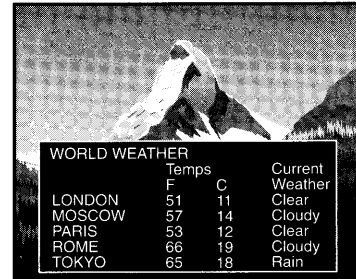 WORLD WEATHER
Temps Current
F C Weather
LONDON 51 11 Clear
MOSCOW 57 14 Cloudy
PARIS 53 12 Clear
ROME 66 19 Cloudy
TOKYO 65 18 Rain